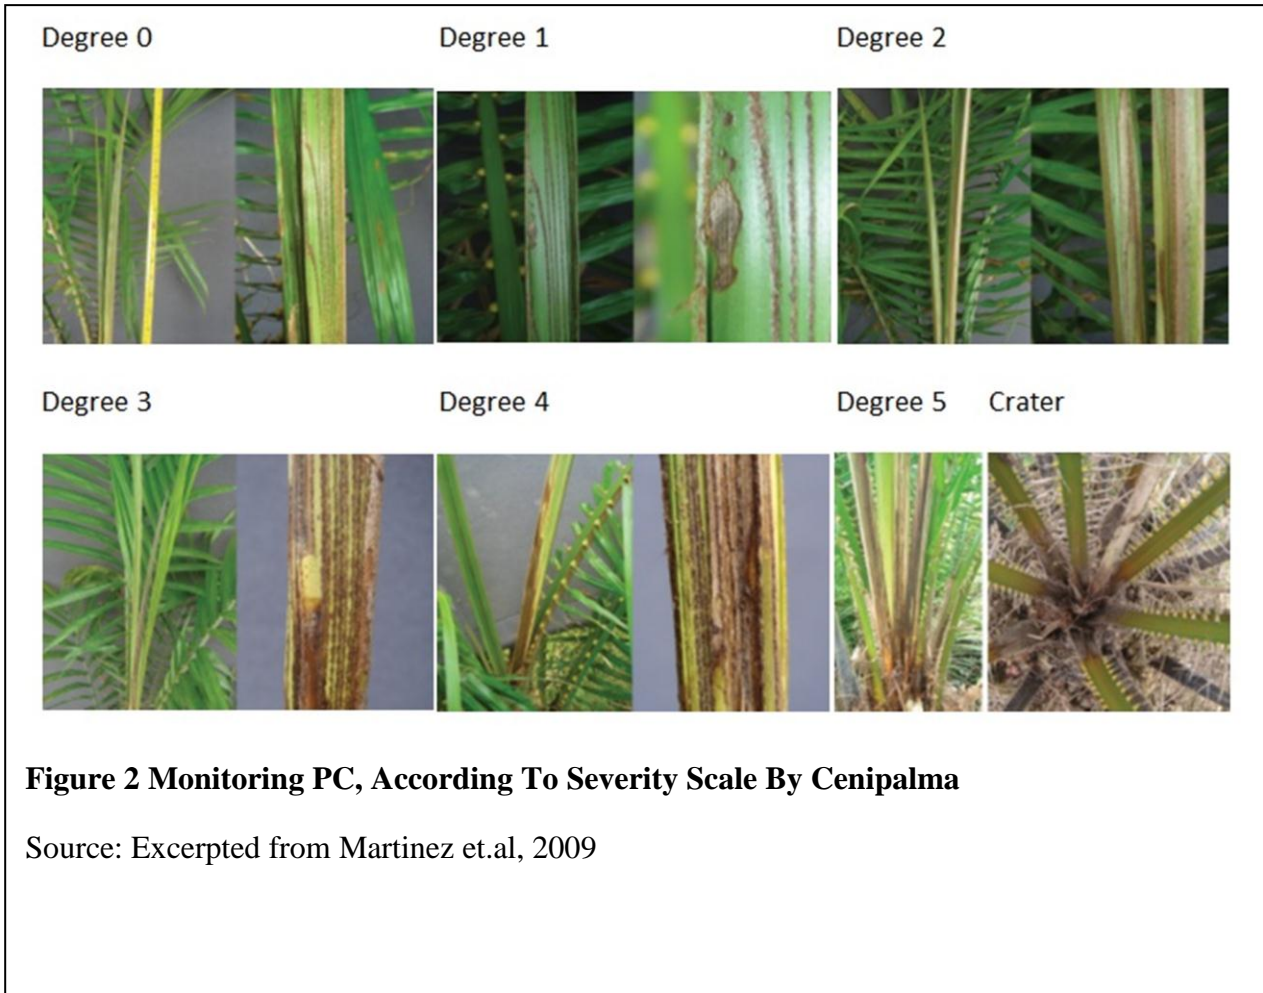 Degree 0 Degree 1 Degree 2
Degree 3 Degree 4 Degree 5 Crater
Figure 2 Monitoring PC, According To Severity Scale By Cenipalma
Source: Excerpted from Martinez et.al, 2009